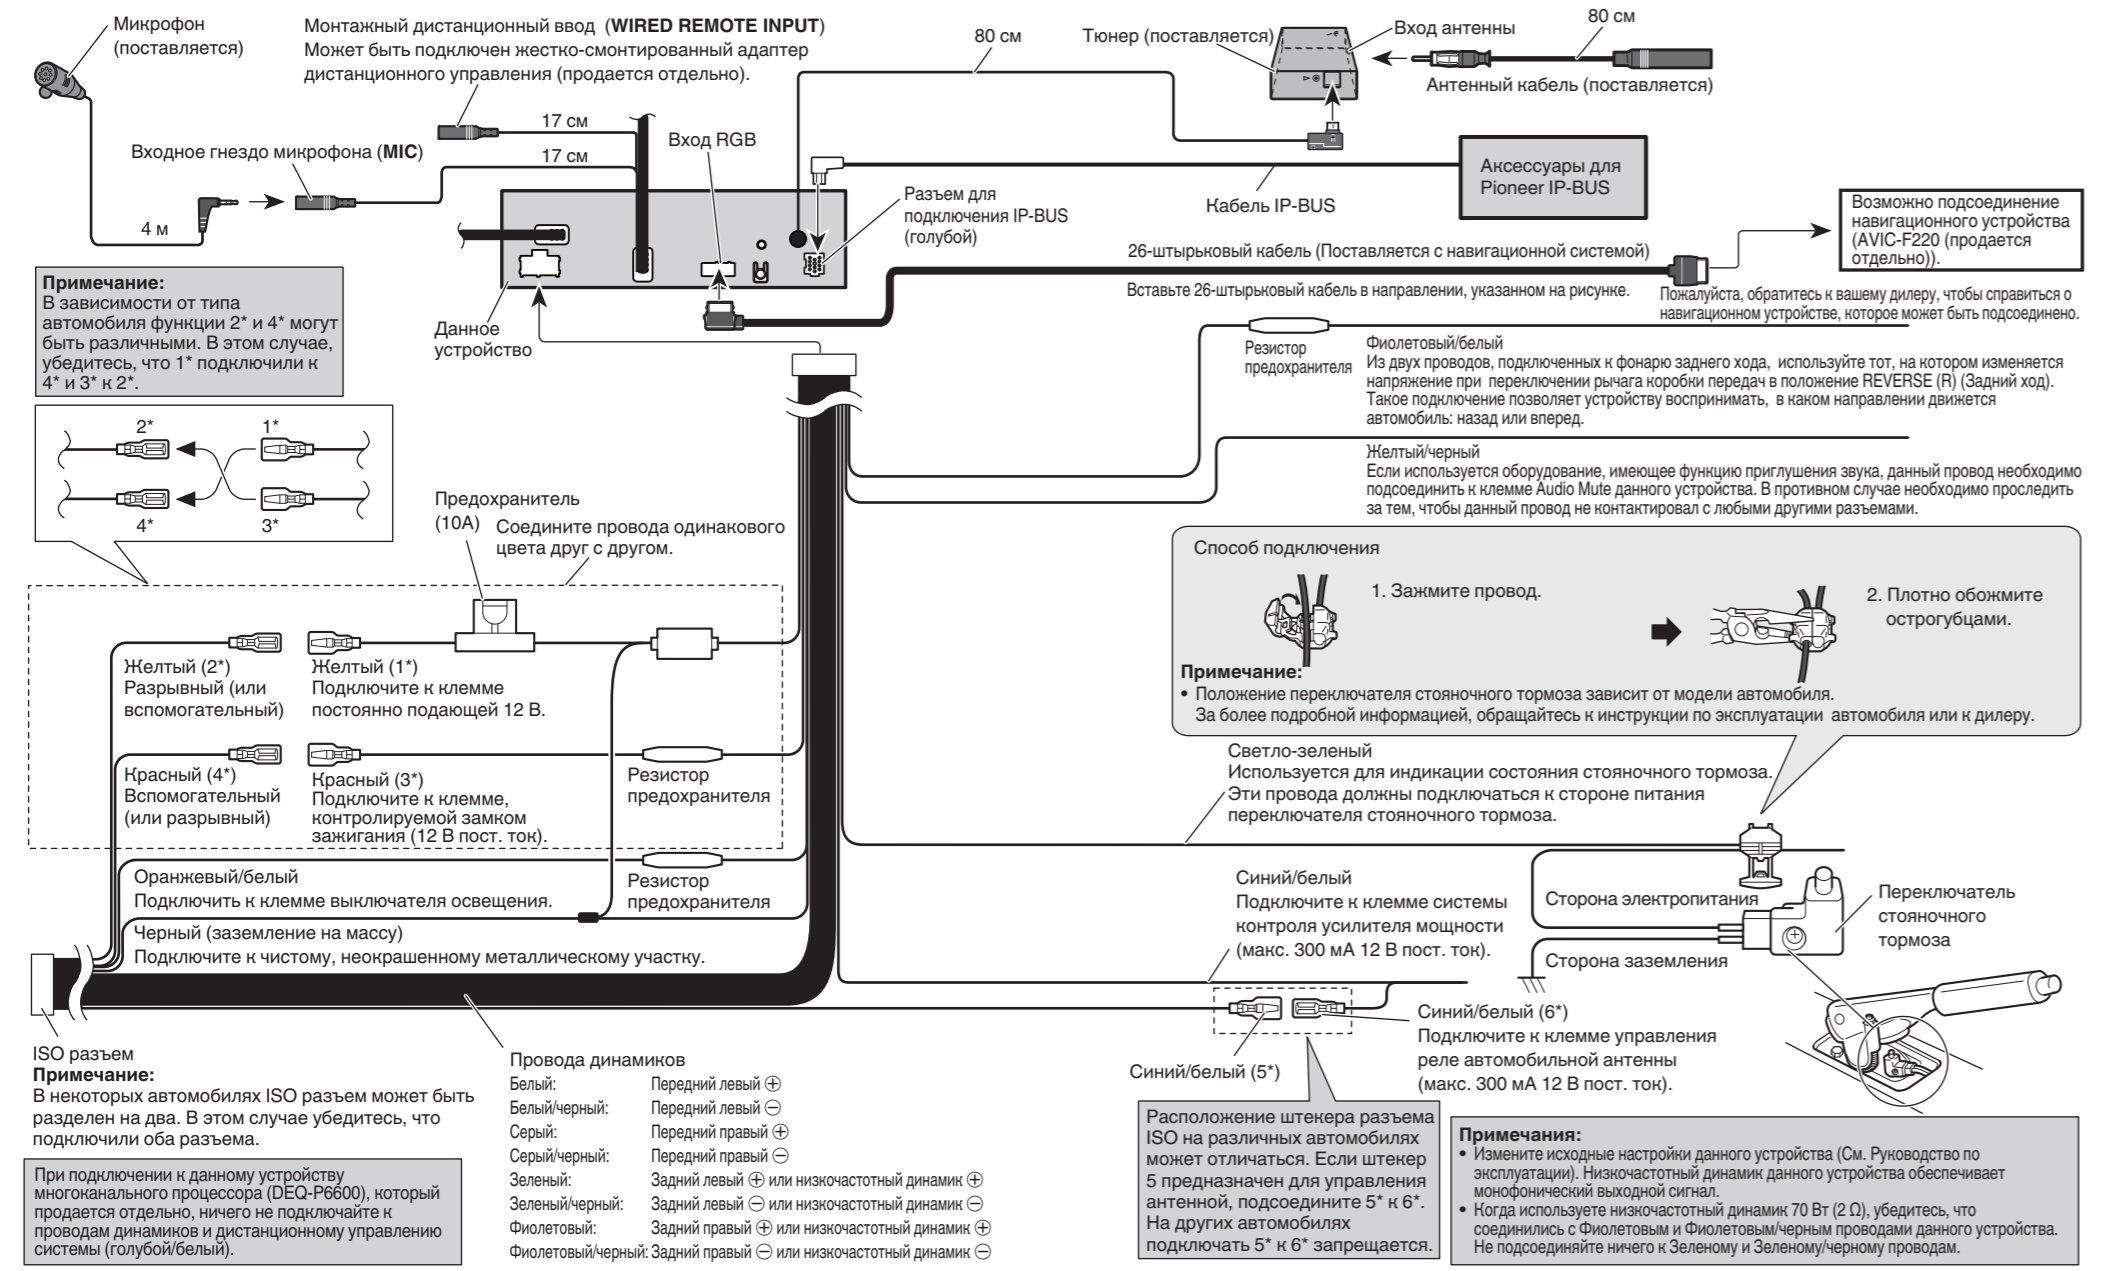 Микрофон
(поставляется)
Монтажный дистанционный ввод (WIRED REMOTE INPUT)
Может быть подключен жестко-смонтированный адаптер
дистанционного управления (продается отдельно).
17 см
Входное гнездо микрофона (MIC)
17 см
4 м
Вход RGB
80 см
Тюнер (поставляется)
Вход антенны
80 см
Антенный кабель (поставляется)
Разъем для
подключения IP-BUS
(голубой)
Кабель IP-BUS
Аксессуары для
Pioneer IP-BUS
26-штырьковый кабель (Поставляется с навигационной системой)
Вставьте 26-штырьковый кабель в направлении, указанном на рисунке.
Возможно подсоединение
навигационного устройства
(AVIC-F220 (продается
отдельно)).
Пожалуйста, обратитесь к вашему дилеру, чтобы справиться о
навигационном устройстве, которое может быть подсоединено.
Данное
устройство
Примечание:
В зависимости от типа
автомобиля функции 2* и 4* могут
быть различными. В этом случае,
убедитесь, что 1* подключили к
4* и 3* к 2*.
2*
1*
4*
3*
Резистор
предохранителя
Фиолетовый/белый
Из двух проводов, подключенных к фонарю заднего хода, используйте тот, на котором изменяется
напряжение при переключении рычага коробки передач в положение REVERSE (R) (Задний ход).
Такое подключение позволяет устройству воспринимать, в каком направлении движется
автомобиль: назад или вперед.
Желтый/черный
Если используется оборудование, имеющее функцию приглушения звука, данный провод необходимо
подсоединить к клемме Audio Mute данного устройства. В противном случае необходимо проследить
за тем, чтобы данный провод не контактировал с любыми другими разъемами.
Предохранитель
(10А)
Соедините провода одинакового
цвета друг с другом.
Способ подключения
1. Зажмите провод.
2. Плотно обожмите
острогубцами.
Примечание:
• Положение переключателя стояночного тормоза зависит от модели автомобиля.
За более подробной информацией, обращайтесь к инструкции по эксплуатации автомобиля или к дилеру.
Желтый (2*)
Разрывный (или
вспомогательный)
Желтый (1*)
Подключите к клемме
постоянно подающей 12 В.
Красный (4*)
Вспомогательный
(или разрывный)
Красный (3*)
Подключите к клемме,
контролируемой замком
зажигания (12 В пост. ток).
Резистор
предохранителя
Светло-зеленый
Используется для индикации состояния стояночного тормоза.
Эти провода должны подключаться к стороне питания
переключателя стояночного тормоза.
Оранжевый/белый
Подключить к клемме выключателя освещения.
Резистор
предохранителя
Черный (заземление на массу)
Подключите к чистому, неокрашенному металлическому участку.
Синий/белый
Подключите к клемме системы
контроля усилителя мощности
(макс. 300 мА 12 В пост. ток).
Сторона электропитания
Сторона заземления
Переключатель
стояночного
тормоза
Синий/белый (6*)
Подключите к клемме управления
реле автомобильной антенны
(макс. 300 мА 12 В пост. ток).
Синий/белый (5*)
ISO разъем
Примечание:
В некоторых автомобилях ISO разъем может быть
разделен на два. В этом случае убедитесь, что
подключили оба разъема.
При подключении к данному устройству
многоканального процессора (DEQ-P6600), который
продается отдельно, ничего не подключайте к
проводам динамиков и дистанционному управлению
системы (голубой/белый).
Провода динамиков
Белый: Передний левый ⊕
Белый/черный: Передний левый ⊖
Серый: Передний правый ⊕
Серый/черный: Передний правый ⊖
Зеленый: Задний левый ⊕ или низкочастотный динамик ⊕
Зеленый/черный: Задний левый ⊖ или низкочастотный динамик ⊖
Фиолетовый: Задний правый ⊕ или низкочастотный динамик ⊕
Фиолетовый/черный: Задний правый ⊖ или низкочастотный динамик ⊖
Расположение штекера разъема
ISO на различных автомобилях
может отличаться. Если штекер
5 предназначен для управления
антенной, подсоедините 5* к 6*.
На других автомобилях
подключать 5* к 6* запрещается.
Примечания:
• Измените исходные настройки данного устройства (См. Руководство по
эксплуатации). Низкочастотный динамик данного устройства обеспечивает
монофонический выходной сигнал.
• Когда используете низкочастотный динамик 70 Вт (2 Ω), убедитесь, что
соединились с Фиолетовым и Фиолетовым/черным проводами данного устройства.
Не подсоединяйте ничего к Зеленому и Зеленому/черному проводам.